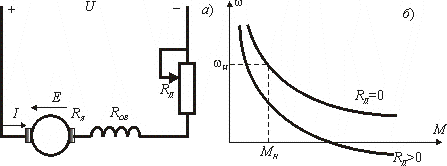 + U − а)
I E Rя Rов Rд
ω б)
ωн
Rд=0
Mн M
Rд>0